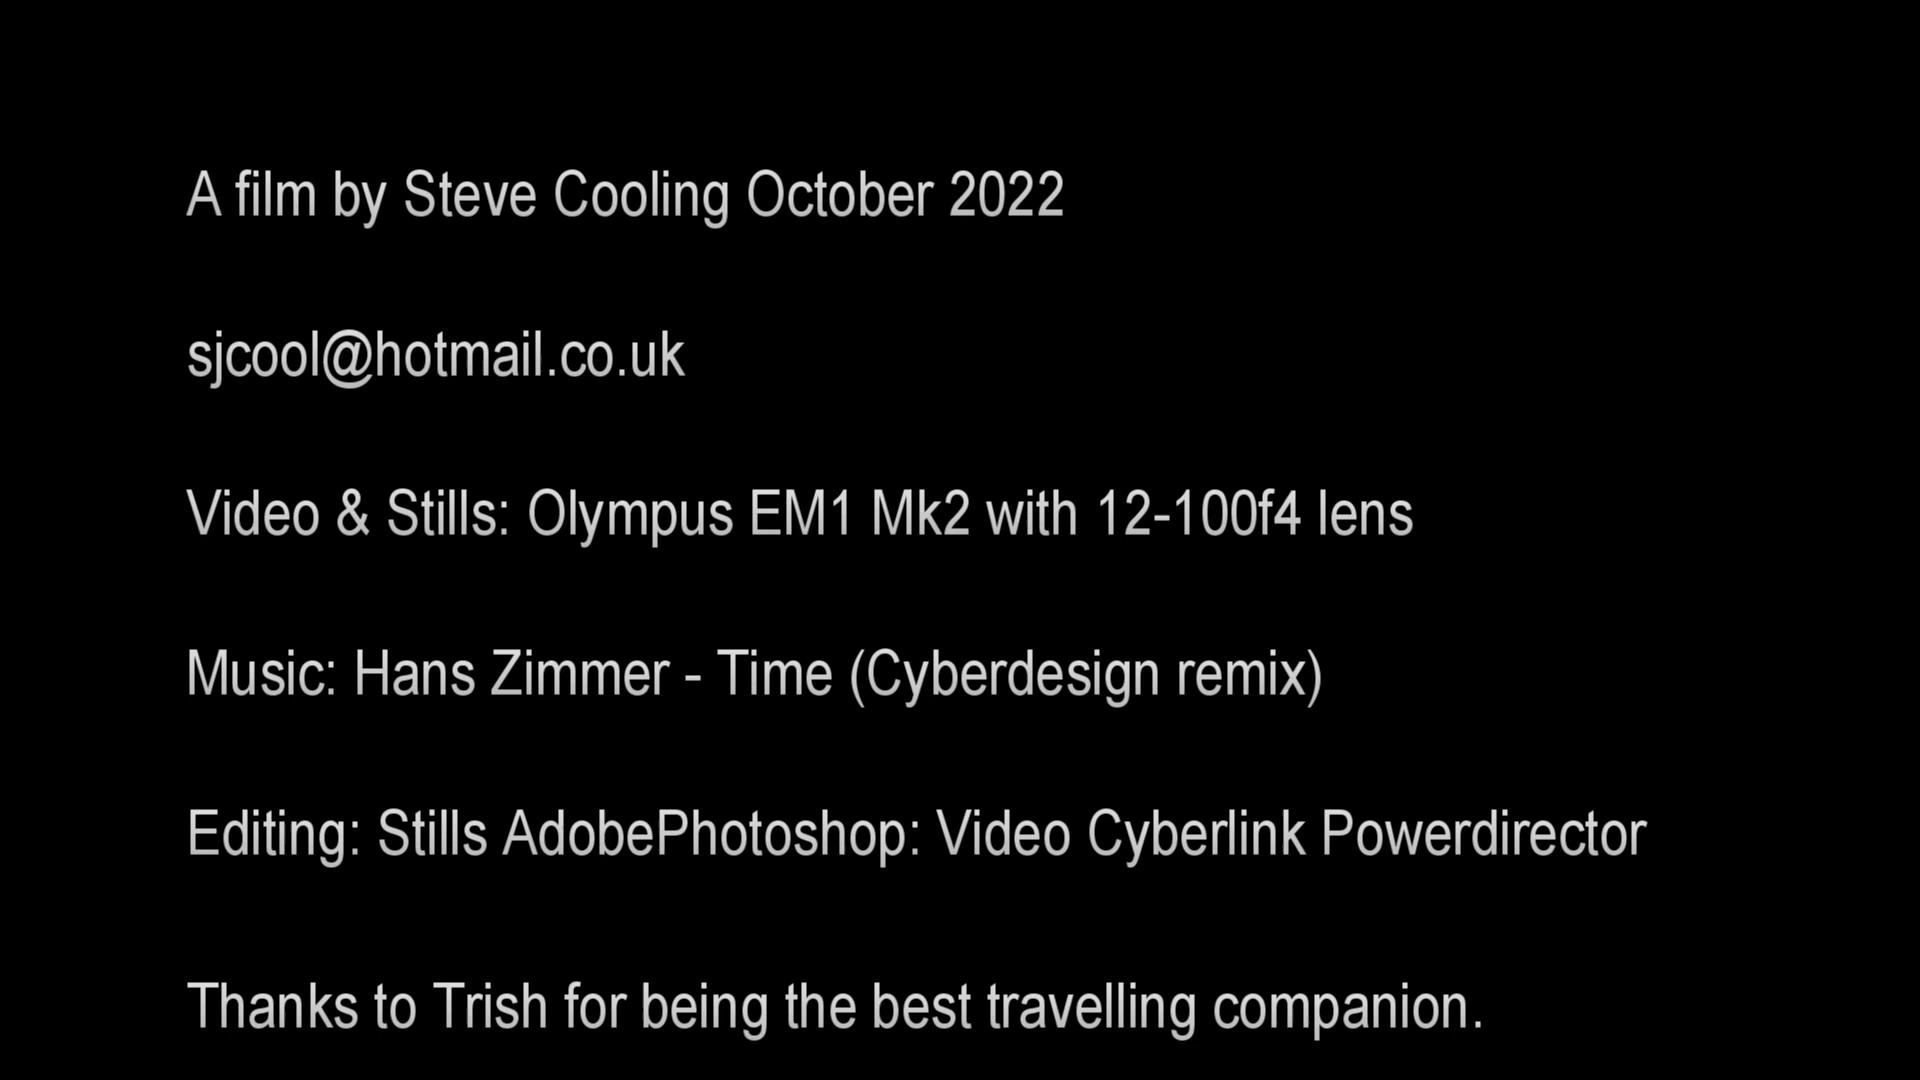 A film by Steve Cooling October 2022
sjcool@hotmail.co.uk
Video & Stills: Olympus EM1 Mk2 with 12-100f4 lens
Music: Hans Zimmer - Time (Cyberdesign remix)
Editing: Stills AdobePhotoshop: Video Cyberlink Powerdirector
Thanks to Trish for being the best travelling companion.